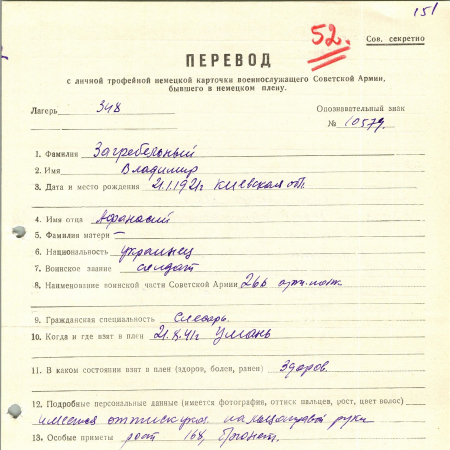 151
52.
Сов. секретно
ПЕРЕВОД
с личной трофейной немецкой карточки военнослужащего Советской Армии,
бывшего в немецком плену.
Лагерь 348 Опознавательный знак
№ 10579.
1. Фамилия Загребельный
2. Имя Владимир
3. Дата и место рождения 21.1.1921г Киевская обл.
4. Имя отца Афанасий
5. Фамилия матери –
6. Национальность украинец
7. Воинское звание солдат
8. Наименование воинской части Советской Армии 266 арт. полк
9. Гражданская специальность слесарь
10. Когда и где взят в плен 21.8.41г Умань
11. В каком состоянии взят в плен (здоров, болен, ранен) Здоров.
12. Подробные персональные данные (имеется фотография, оттиск пальцев, рост, цвет волос)
имеется оттиск указ. пальца правой руки
13. Особые приметы рост 168,